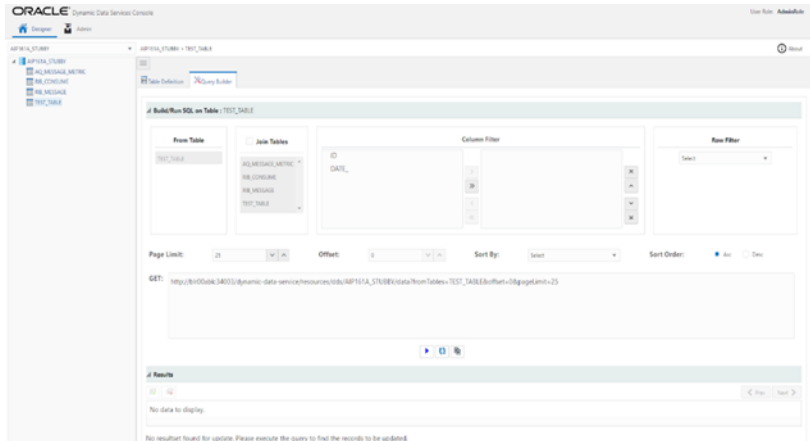 ORACLE Dynamic Data Services Console
User Role: AdminRole
Designer Admin
AIP161A_STUBBY
AIP161A_STUBBY > TEST_TABLE
About
AIP161A_STUBBY
AQ_MESSAGE_METRIC
RIB_CONSUME
RIB_MESSAGE
TEST_TABLE
Table Definition Query Builder
Build/Run SQL on Table : TEST_TABLE
From Table
TEST_TABLE
Join Tables
AQ_MESSAGE_METRIC
RIB_CONSUME
RIB_MESSAGE
TEST_TABLE
Column Filter
ID
DATE_
Row Filter
Select
Page Limit: 25 Offset: 0 Sort By: Select Sort Order: Asc Desc
GET:
Results
Prev Next
No data to display.
No resultset found for update. Please execute the query to find the records to be updated.